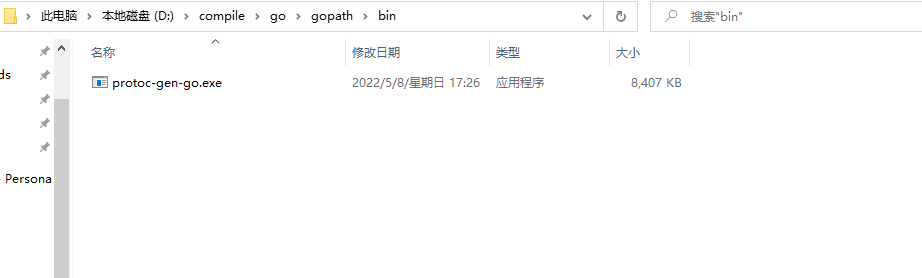 此电脑 > 本地磁盘 (D:) > compile > go > gopath > bin
搜索"bin"
名称 修改日期 类型 大小
protoc-gen-go.exe 2022/5/8/星期日 17:26 应用程序 8,407 KB
ds
Persona